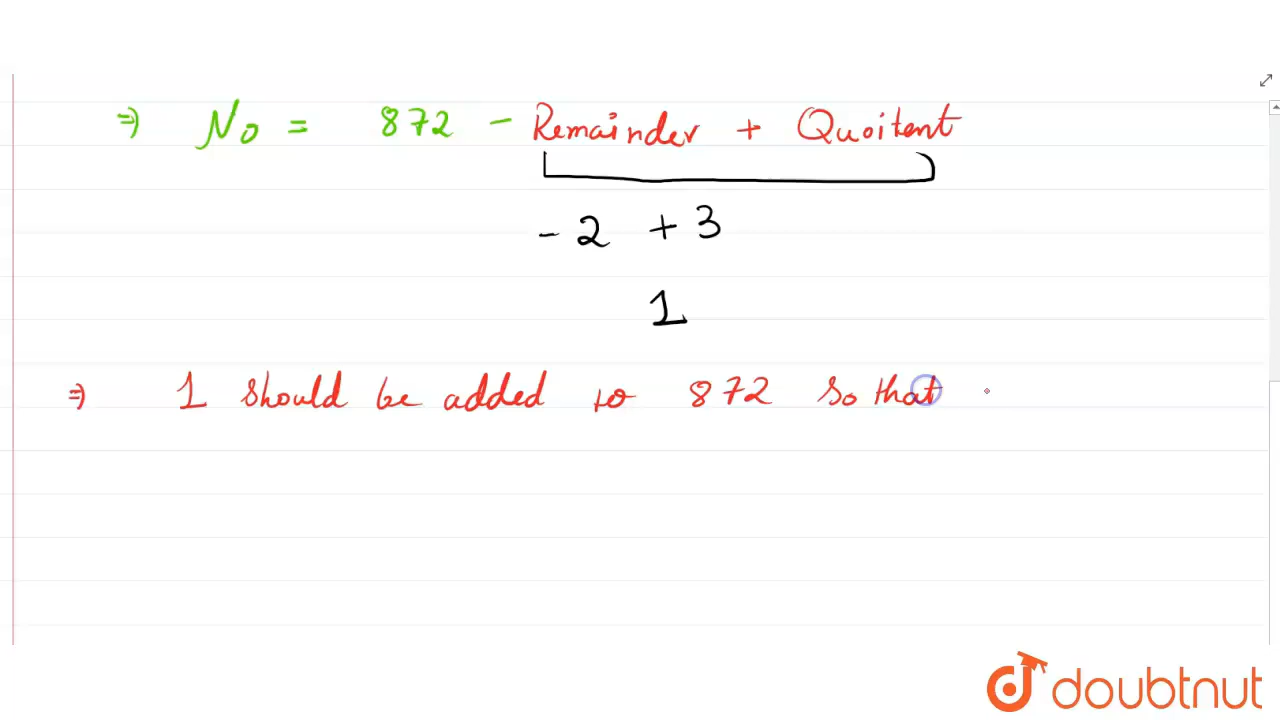 ⇒ No = 872 - Remainder + Quoitent
- 2 + 3
1
⇒ 1 should be added to 872 so that
doubtnut